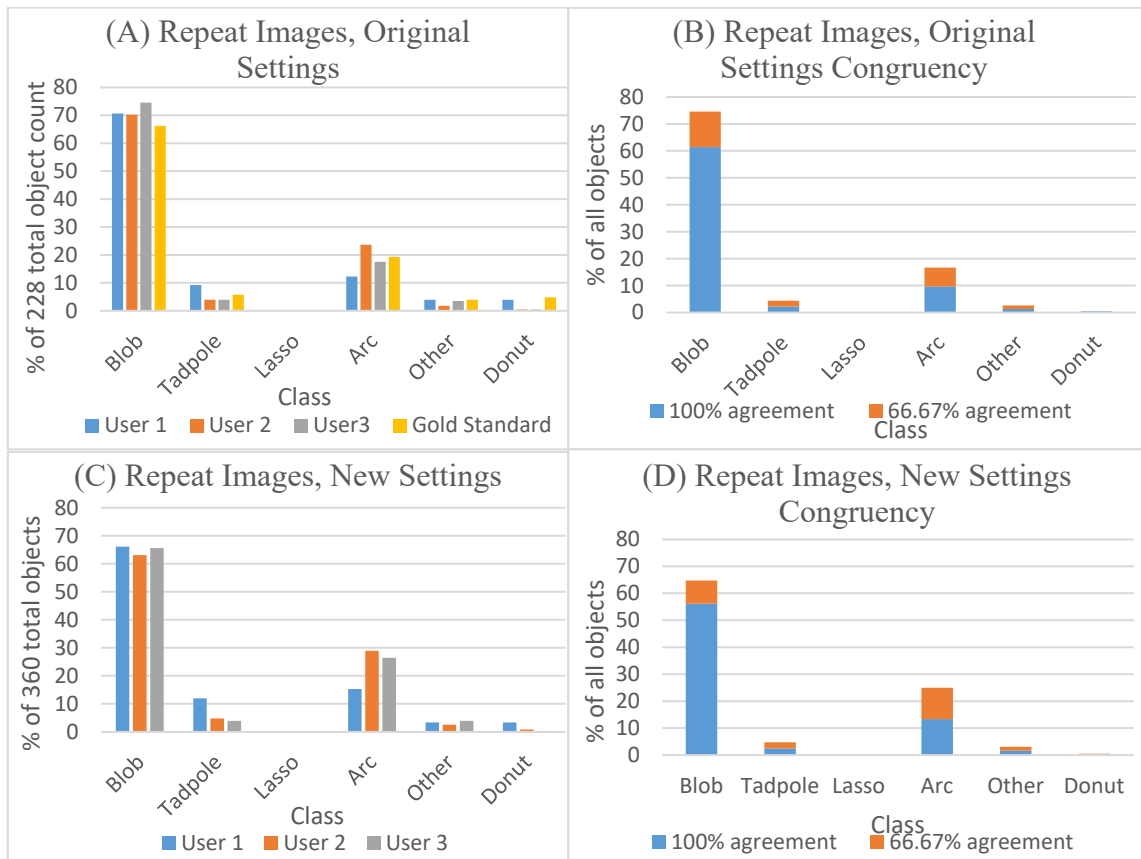 (A) Repeat Images, Original
Settings
% of 228 total object count
80
70
60
50
40
30
20
10
0
Blob
Tadpole
Lasso
Arc
Other
Donut
Class
User 1 User 2 User3 Gold Standard
(B) Repeat Images, Original
Settings Congruency
% of all objects
80
70
60
50
40
30
20
10
0
Blob
Tadpole
Lasso
Arc
Other
Donut
100% agreement 66.67% agreement
Class
(C) Repeat Images, New Settings
% of 360 total objects
80
70
60
50
40
30
20
10
0
Blob
Tadpole
Lasso
Arc
Other
Donut
Class
User 1 User 2 User 3
(D) Repeat Images, New Settings
Congruency
% of all objects
80
70
60
50
40
30
20
10
0
Blob Tadpole Lasso Arc Other Donut
Class
100% agreement 66.67% agreement